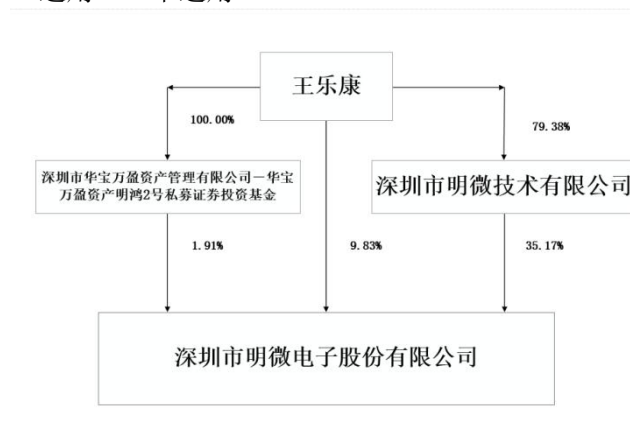 王乐康
100.00%
79.38%
深圳市华宝万盈资产管理有限公司－华宝
万盈资产明鸿2号私募证券投资基金
深圳市明微技术有限公司
1.91%
9.83%
35.17%
深圳市明微电子股份有限公司